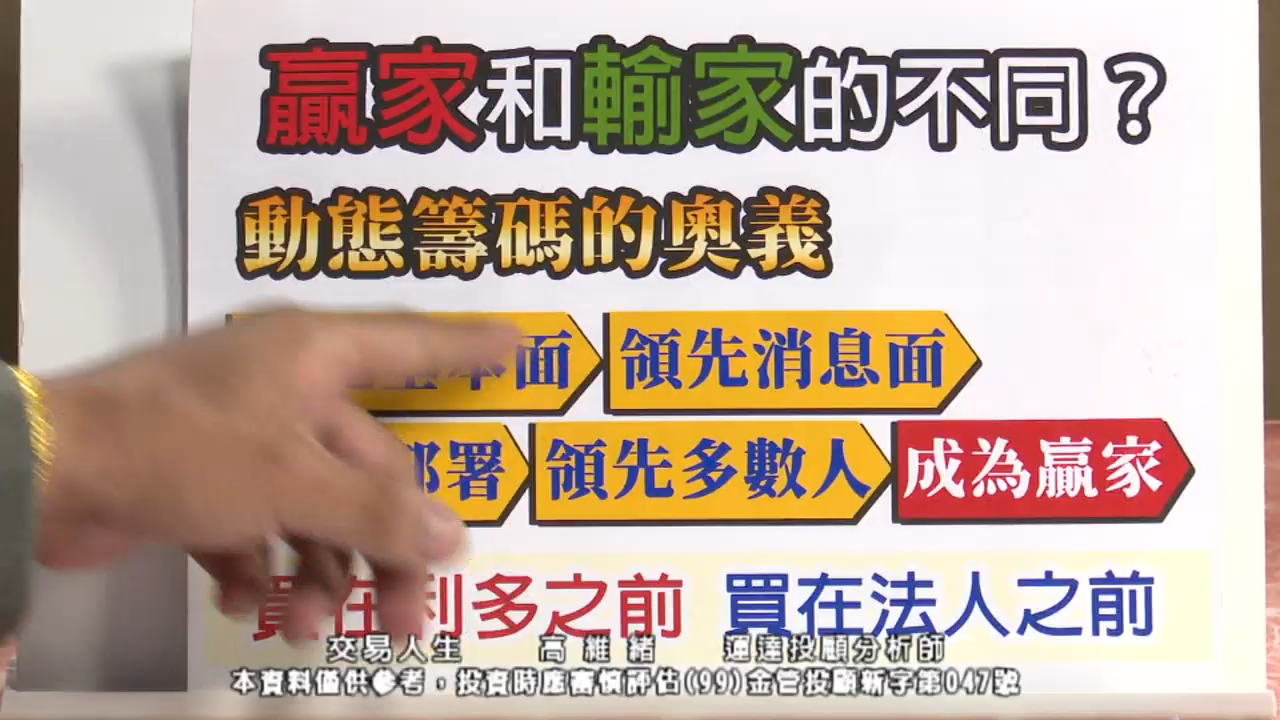 贏家和輸家的不同？
動態籌碼的奧義
本面 領先消息面
部署 領先多數人 成為贏家
買在利多之前 買在法人之前
交易人生 高維緒 運達投顧分析師
本資料僅供參考，投資時應審慎評估(99)金管投顧新字第047號